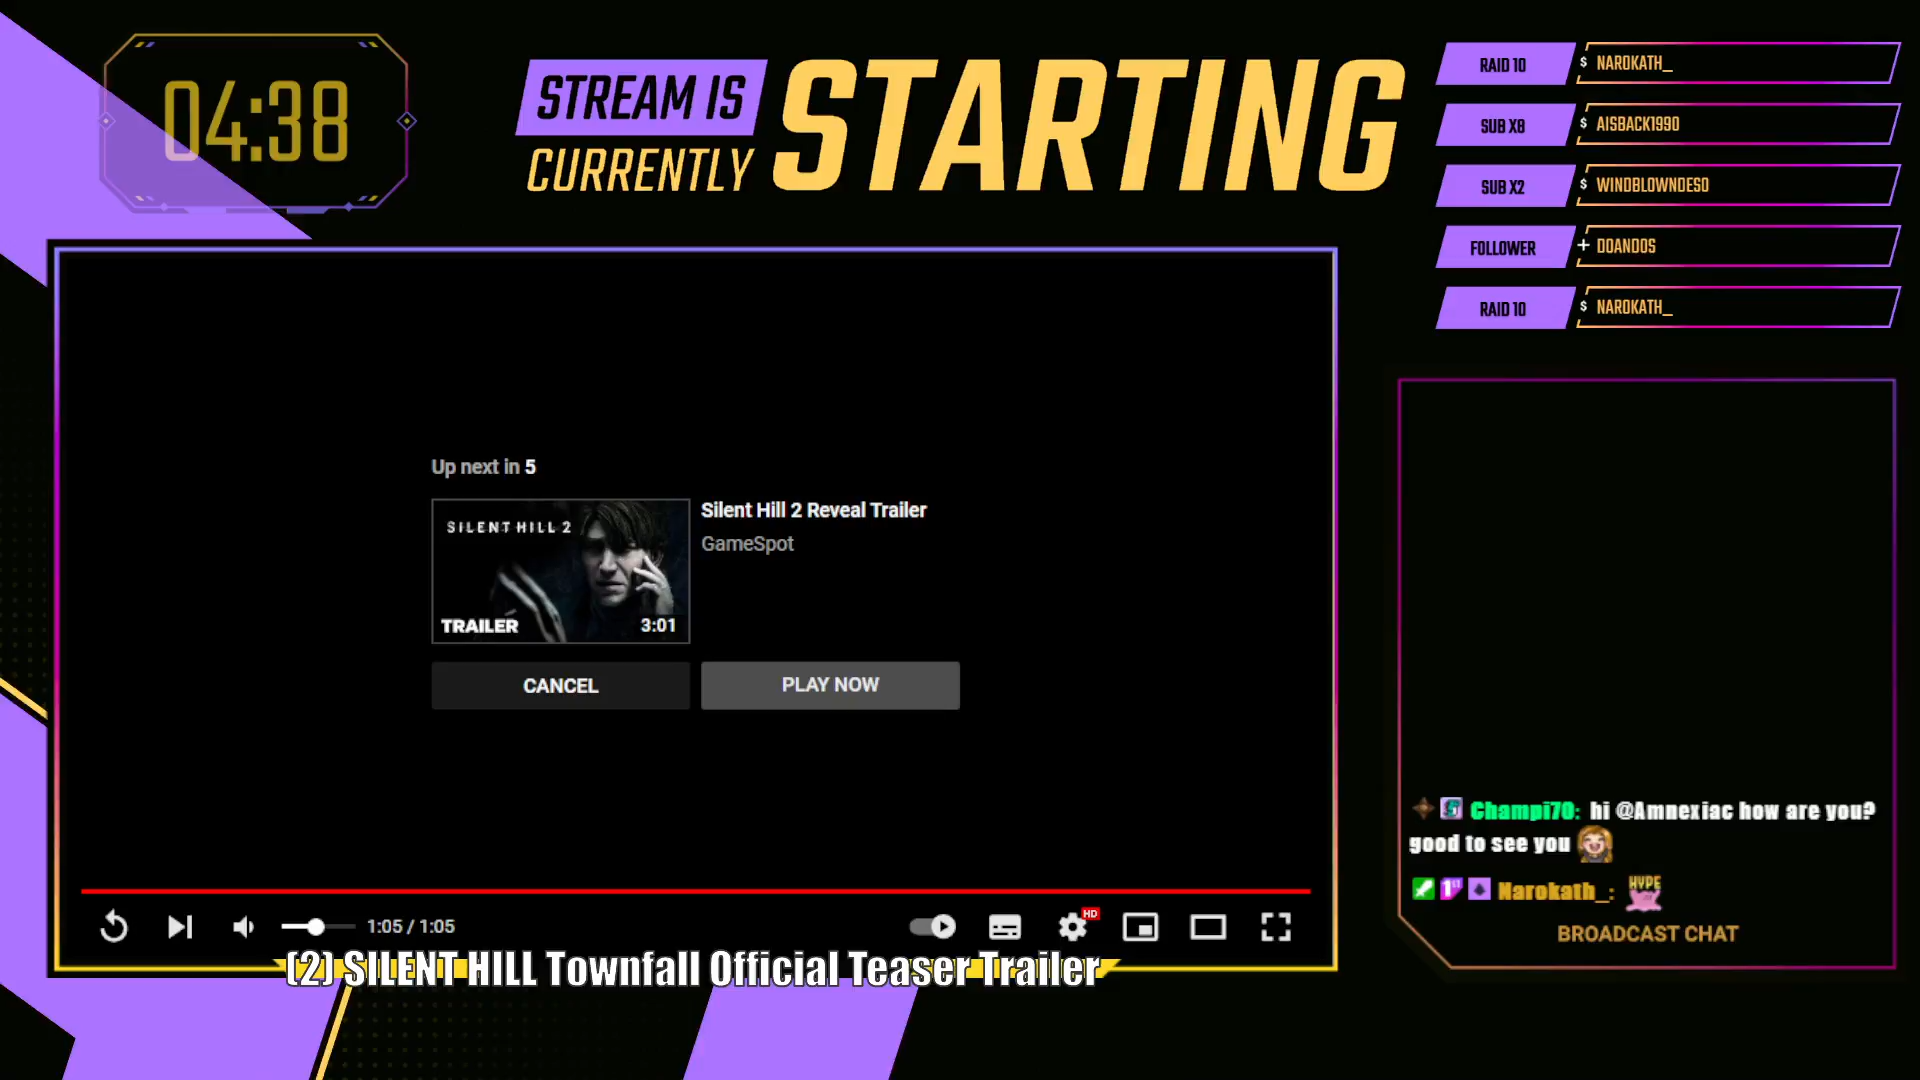 04:38
STREAM IS
CURRENTLY
STARTING
RAID 10
$ NAROKATH_
SUB X8
$ AISBACK1990
SUB X2
$ WINDBLOWNDESO
FOLLOWER
+ DOANDOS
RAID 10
$ NAROKATH_
Up next in 5
SILENT HILL 2
TRAILER
3:01
Silent Hill 2 Reveal Trailer
GameSpot
CANCEL
PLAY NOW
1:05 / 1:05
HD
(2) SILENT HILL Townfall Official Teaser Trailer
Champi70: hi @Amnexiac how are you?
good to see you
1st Narokath_: HYPE
BROADCAST CHAT